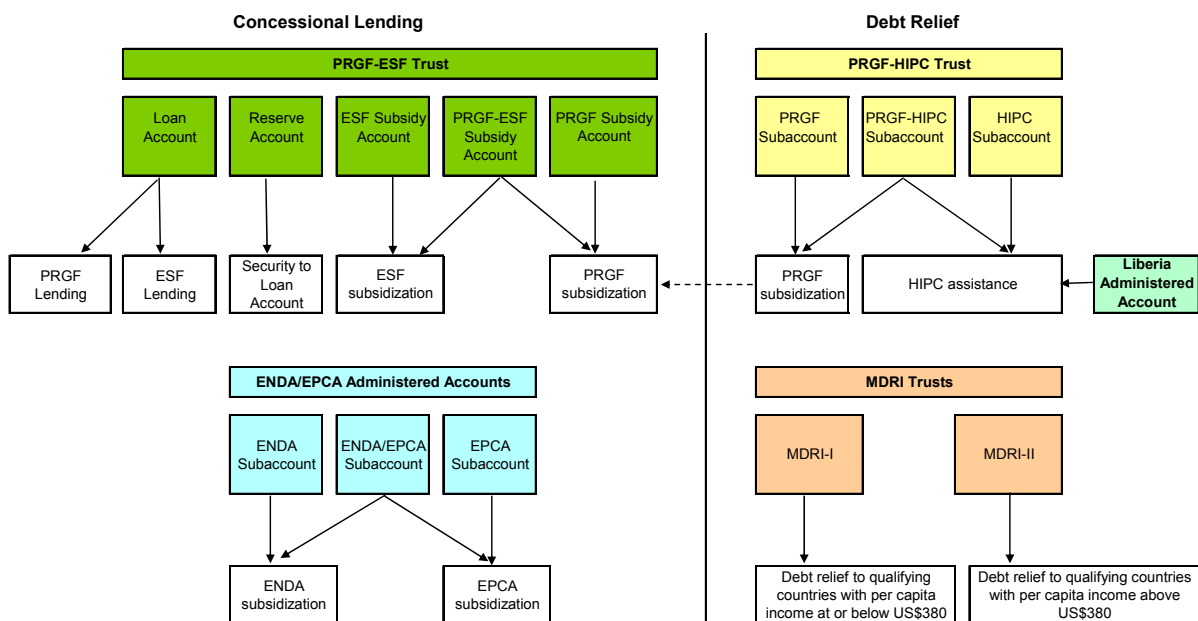 Concessional Lending
Debt Relief
PRGF-ESF Trust
PRGF-HIPC Trust
Loan
Account
Reserve
Account
ESF Subsidy
Account
PRGF-ESF
Subsidy
Account
PRGF Subsidy
Account
PRGF
Subaccount
PRGF-HIPC
Subaccount
HIPC
Subaccount
PRGF
Lending
ESF
Lending
Security to
Loan
Account
ESF
subsidization
PRGF
subsidization
PRGF
subsidization
HIPC assistance
Liberia
Administered
Account
ENDA/EPCA Administered Accounts
MDRI Trusts
ENDA
Subaccount
ENDA/EPCA
Subaccount
EPCA
Subaccount
MDRI-I
MDRI-II
ENDA
subsidization
EPCA
subsidization
Debt relief to qualifying
countries with per capita
income at or below US$380
Debt relief to qualifying countries
with per capita income above
US$380